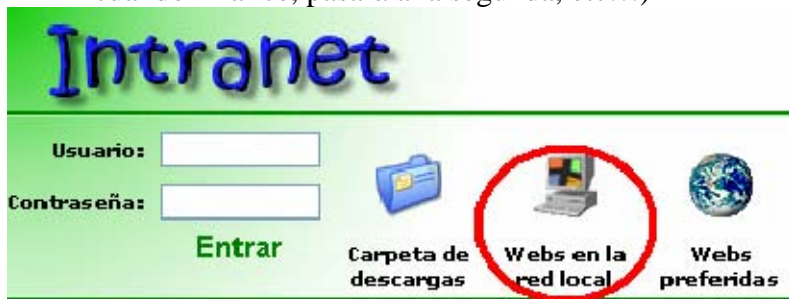 Intranet
Usuario:
Contraseña:
Entrar
Carpeta de
descargas
Webs en la
red local
Webs
preferidas